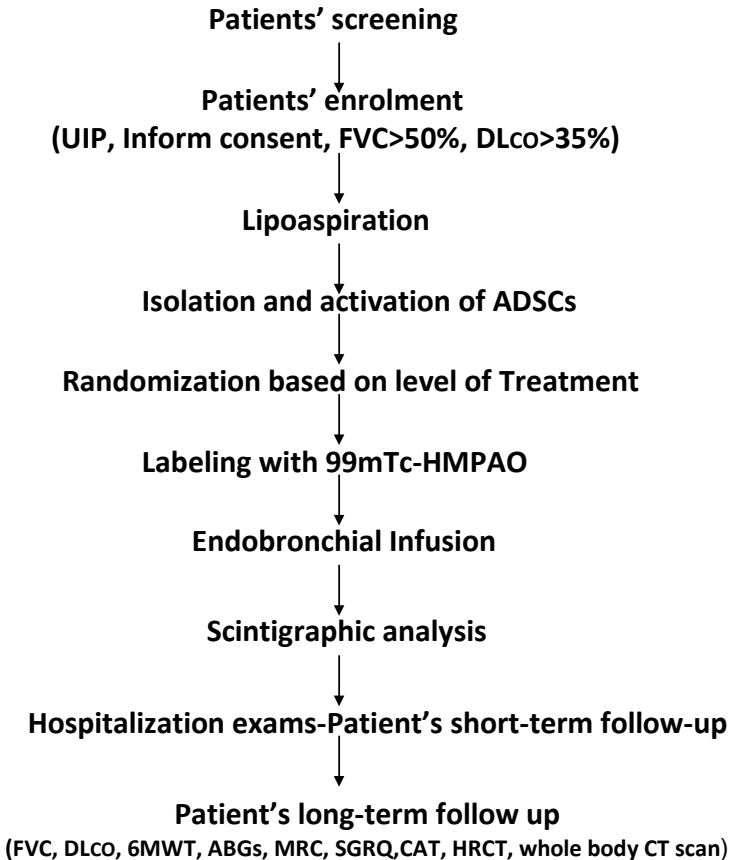 Patients’ screening
Patients’ enrolment
(UIP, Inform consent, FVC>50%, DLco>35%)
Lipoaspiration
Isolation and activation of ADSCs
Randomization based on level of Treatment
Labeling with 99mTc-HMPAO
Endobronchial Infusion
Scintigraphic analysis
Hospitalization exams-Patient’s short-term follow-up
Patient’s long-term follow up
(FVC, DLco, 6MWT, ABGs, MRC, SGRQ,CAT, HRCT, whole body CT scan)